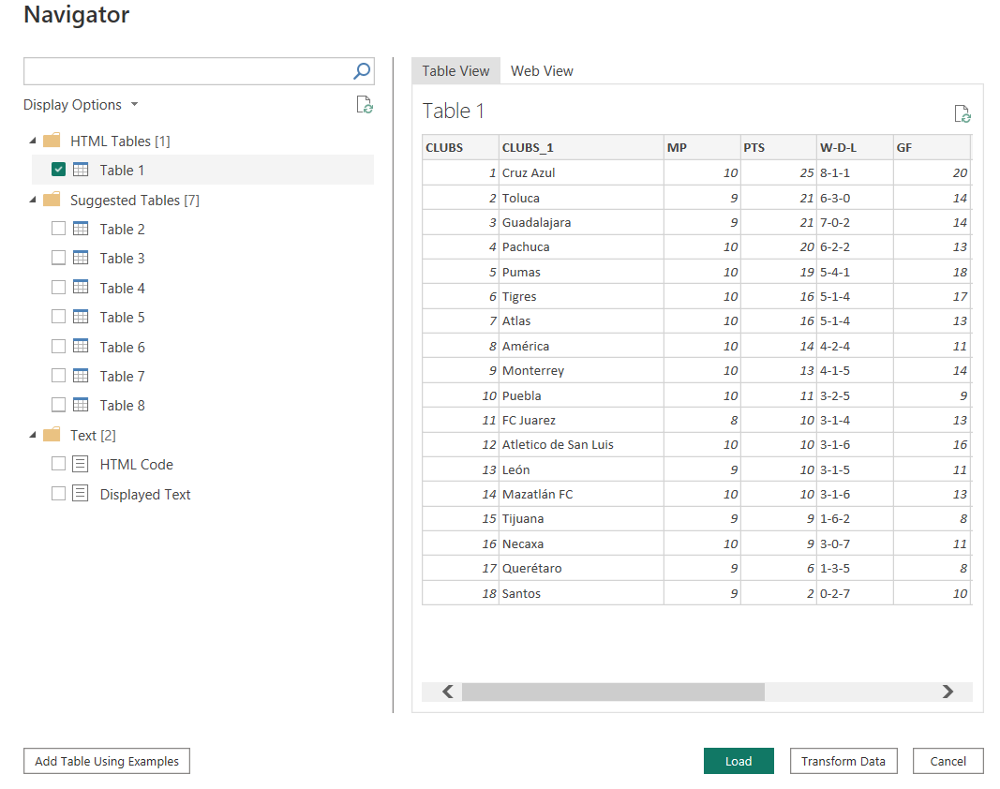 Navigator
Display Options
HTML Tables [1]
Table 1
Suggested Tables [7]
Table 2
Table 3
Table 4
Table 5
Table 6
Table 7
Table 8
Text [2]
HTML Code
Displayed Text
Table View Web View
Table 1
CLUBS CLUBS_1 MP PTS W-D-L GF
1 Cruz Azul 10 25 8-1-1 20
2 Toluca 9 21 6-3-0 14
3 Guadalajara 9 21 7-0-2 14
4 Pachuca 10 20 6-2-2 13
5 Pumas 10 19 5-4-1 18
6 Tigres 10 16 5-1-4 17
7 Atlas 10 16 5-1-4 13
8 América 10 14 4-2-4 11
9 Monterrey 10 13 4-1-5 14
10 Puebla 10 11 3-2-5 9
11 FC Juarez 8 10 3-1-4 13
12 Atletico de San Luis 10 10 3-1-6 16
13 León 9 10 3-1-5 11
14 Mazatlán FC 10 10 3-1-6 13
15 Tijuana 9 9 1-6-2 8
16 Necaxa 10 9 3-0-7 11
17 Querétaro 9 6 1-3-5 8
18 Santos 9 2 0-2-7 10
Add Table Using Examples Load Transform Data Cancel